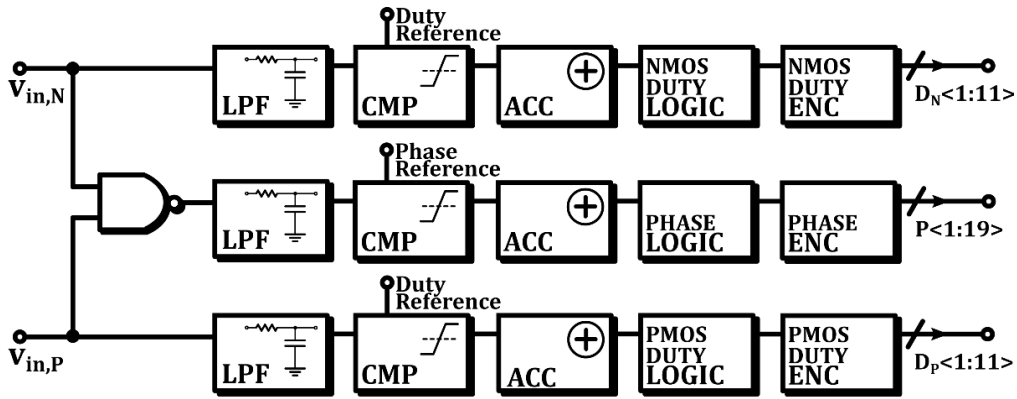 Duty
Reference
v_in,N
LPF
CMP
ACC
NMOS
DUTY
LOGIC
NMOS
DUTY
ENC
D_N<1:11>
Phase
Reference
LPF
CMP
ACC
PHASE
LOGIC
PHASE
ENC
P<1:19>
Duty
Reference
v_in,P
LPF
CMP
ACC
PMOS
DUTY
LOGIC
PMOS
DUTY
ENC
D_P<1:11>